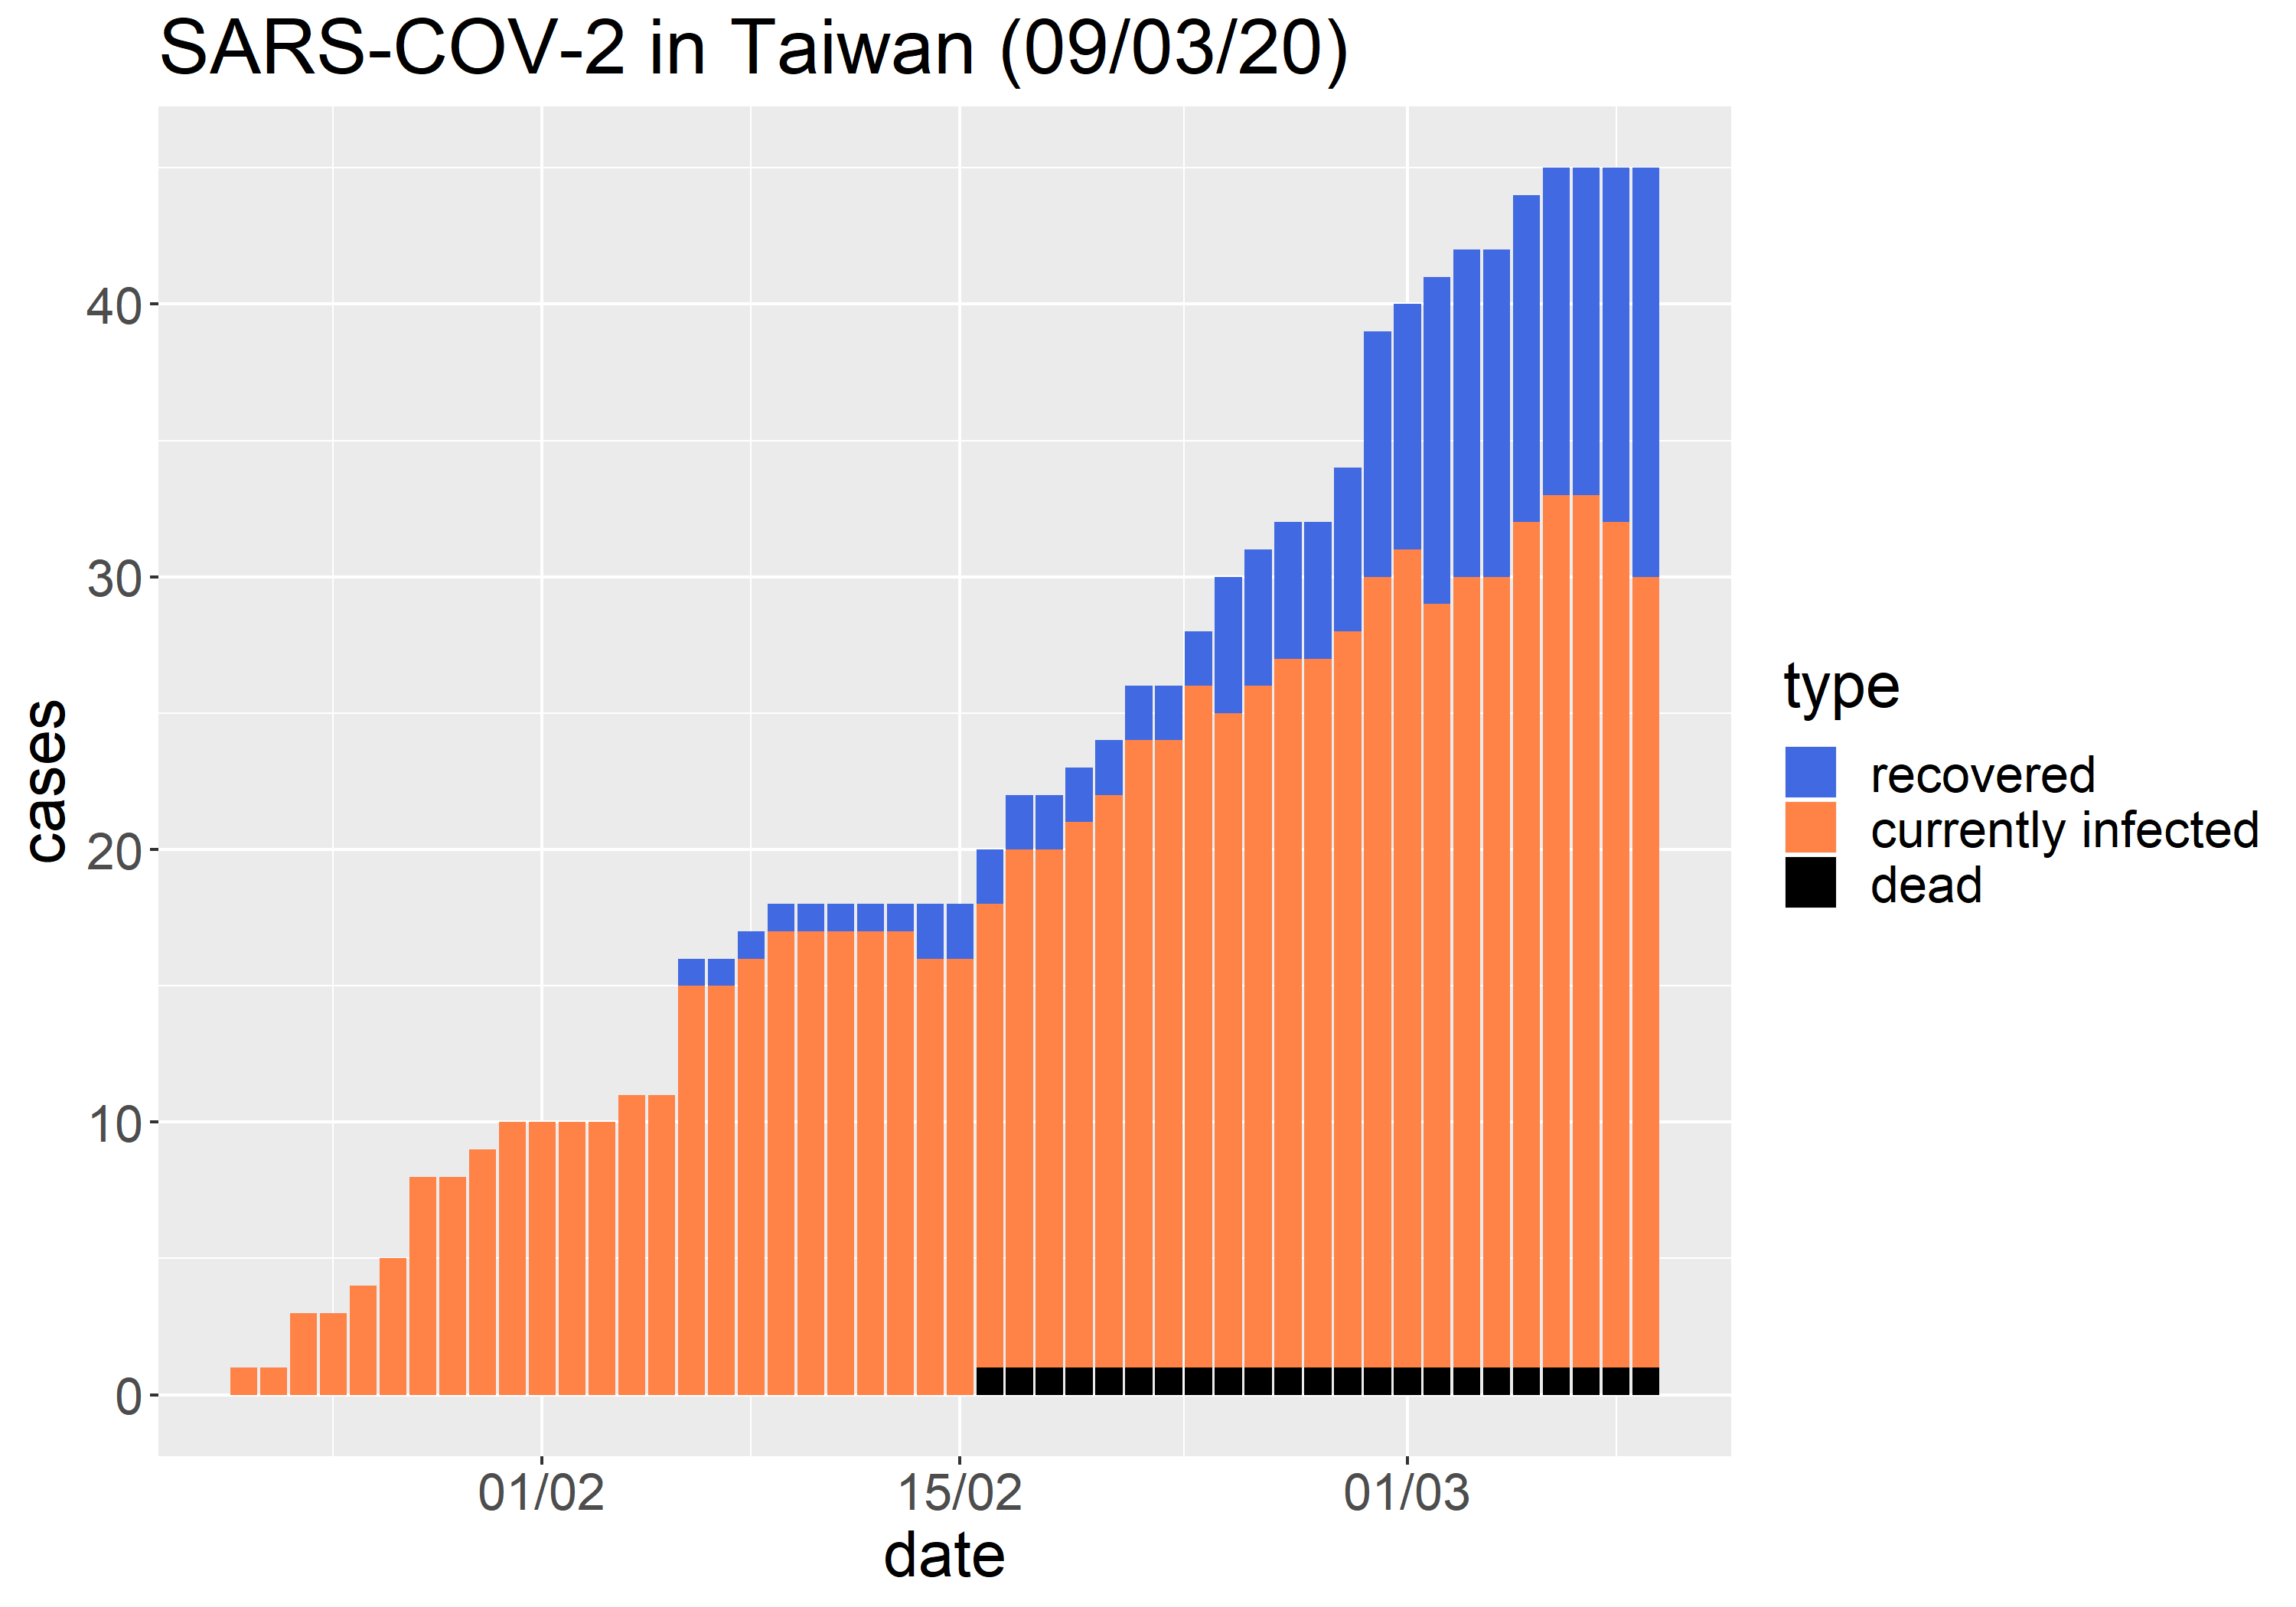 SARS-COV-2 in Taiwan (09/03/20)
cases
40
30
20
10
0
01/02 15/02 01/03
date
type
recovered
currently infected
dead